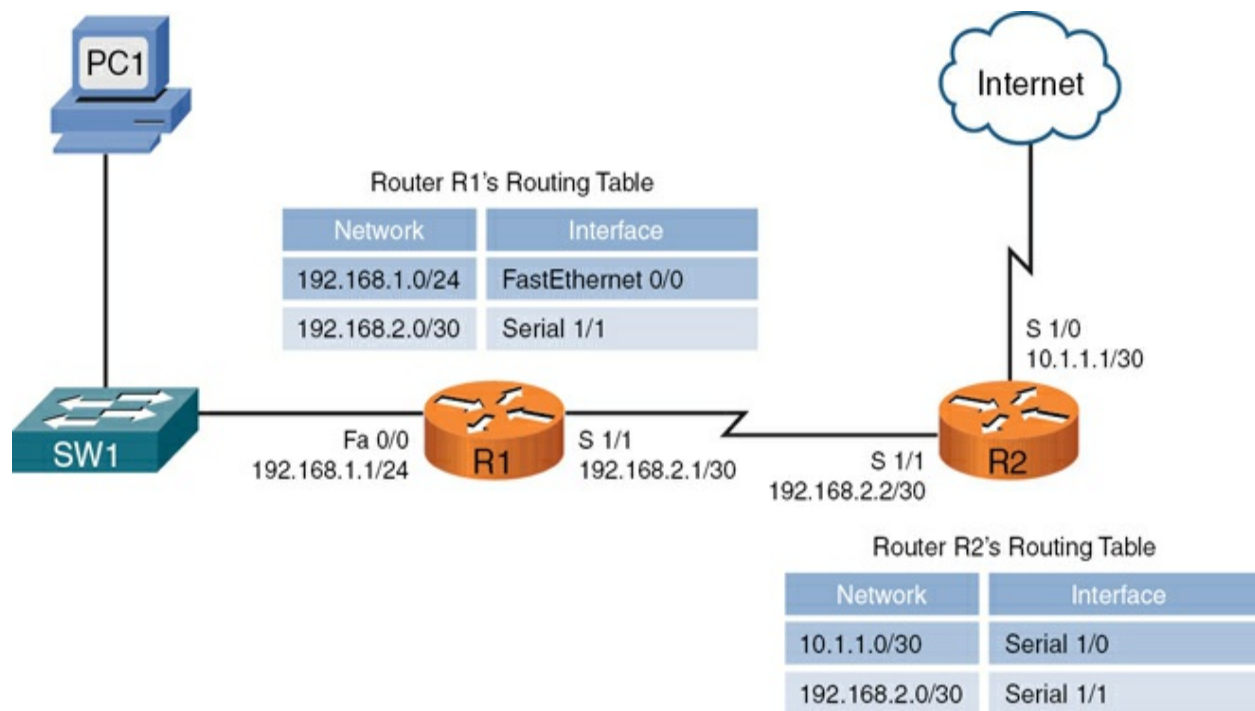 PC1
Internet
Router R1's Routing Table
Network Interface
192.168.1.0/24 FastEthernet 0/0
192.168.2.0/30 Serial 1/1
S 1/0
10.1.1.1/30
SW1
Fa 0/0
192.168.1.1/24
R1
S 1/1
192.168.2.1/30
S 1/1
192.168.2.2/30
R2
Router R2's Routing Table
Network Interface
10.1.1.0/30 Serial 1/0
192.168.2.0/30 Serial 1/1